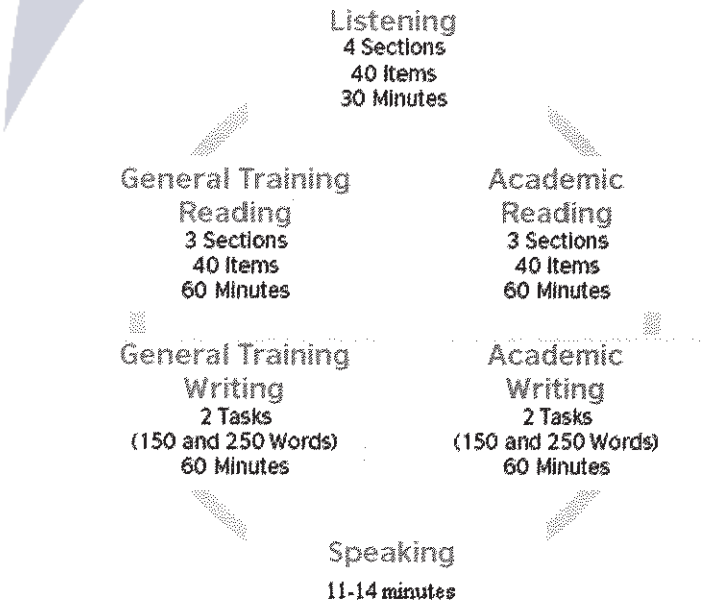 Listening
4 Sections
40 Items
30 Minutes
General Training
Reading
3 Sections
40 Items
60 Minutes
Academic
Reading
3 Sections
40 Items
60 Minutes
General Training
Writing
2 Tasks
(150 and 250 Words)
60 Minutes
Academic
Writing
2 Tasks
(150 and 250 Words)
60 Minutes
Speaking
11-14 minutes